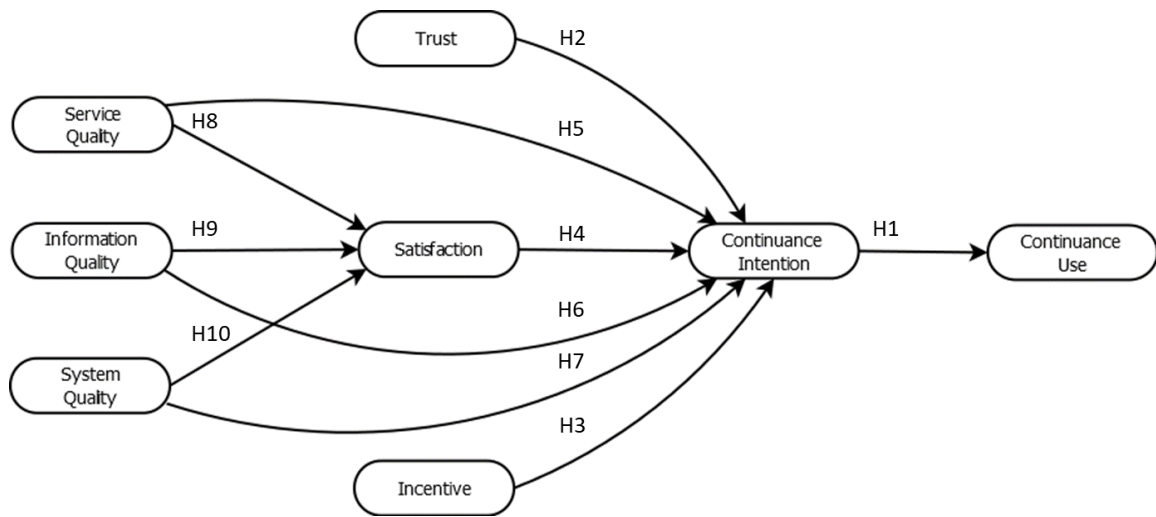 Trust
H2
Service
Quality
H8
H5
Information
Quality
H9
Satisfaction
H4
Continuance
Intention
H1
Continuance
Use
H6
H10
System
Quality
H7
H3
Incentive